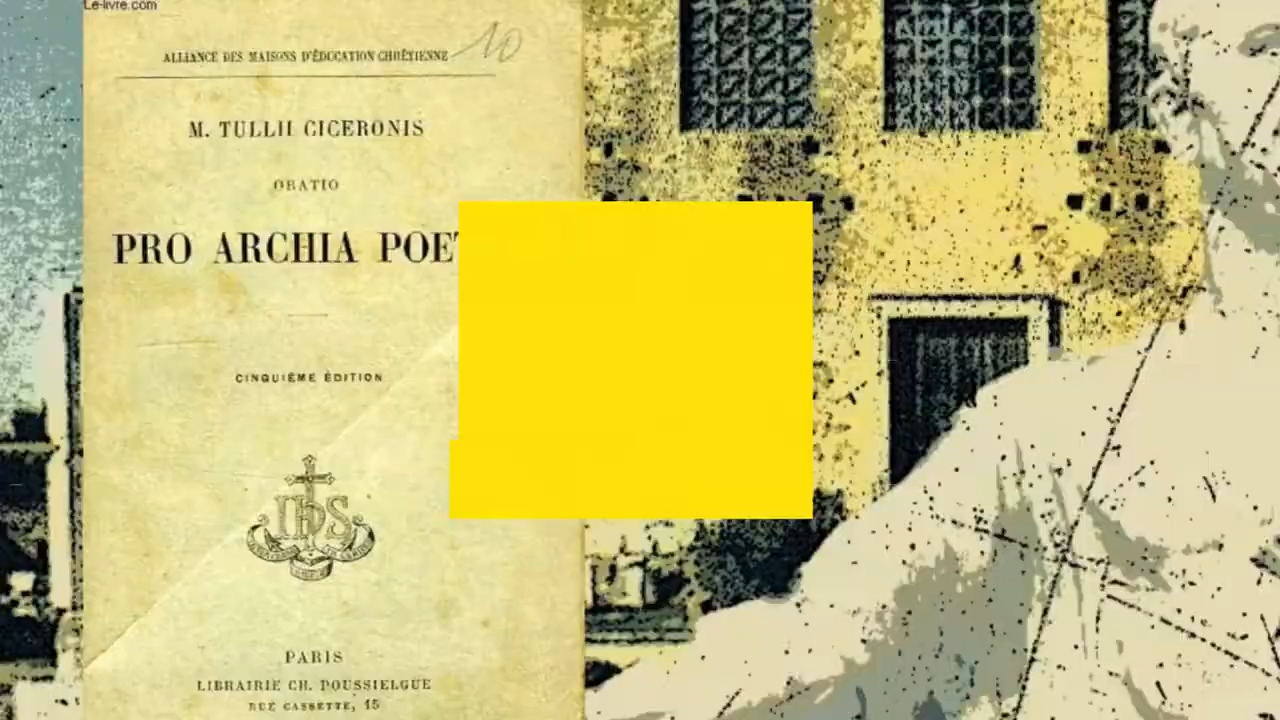 Le-livre.com
10
ALLIANCE DES MAISONS D'ÉDUCATION CHRÉTIENNE
M. TULLII CICERONIS
ORATIO
PRO ARCHIA POET
CINQUIÈME ÉDITION
IHS
PARIS
LIBRAIRIE CH. POUSSIELGUE
RUE CASSETTE, 15